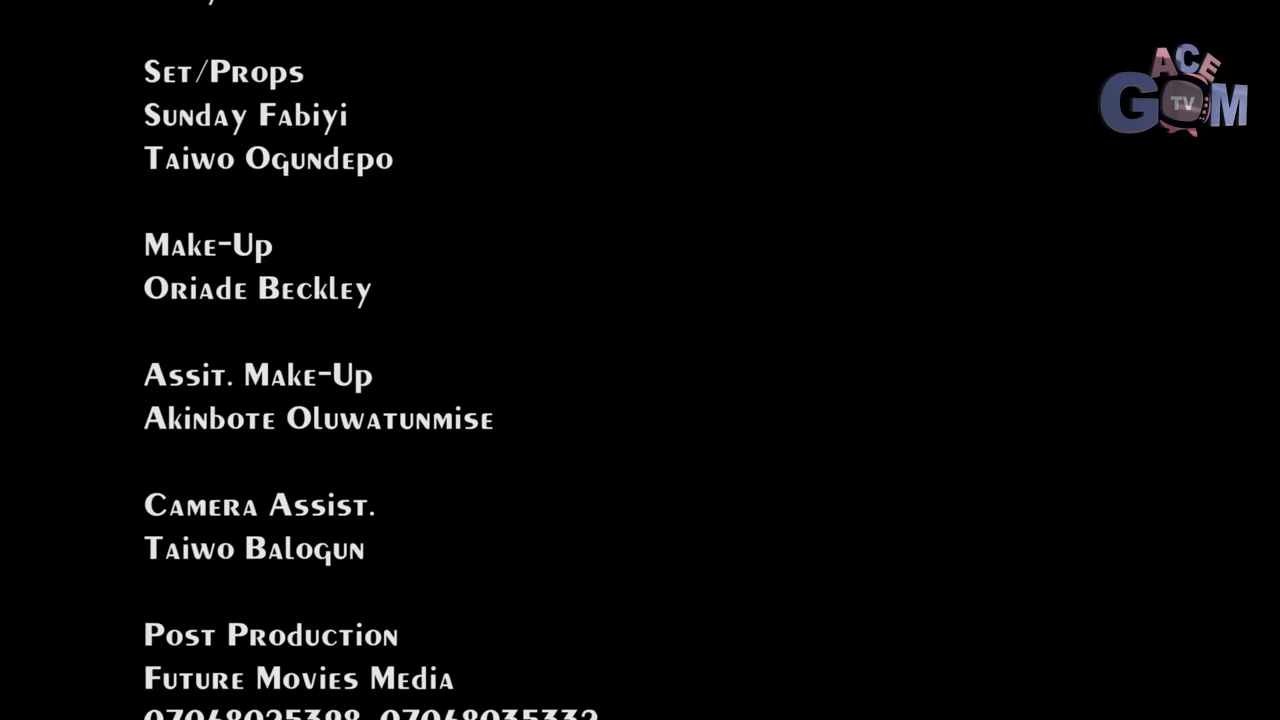 Set/Props
Sunday Fabiyi
Taiwo Ogundepo
Make-Up
Oriade Beckley
Assit. Make-Up
Akinbote Oluwatunmise
Camera Assist.
Taiwo Balogun
Post Production
Future Movies Media
ACE
GOM
TV